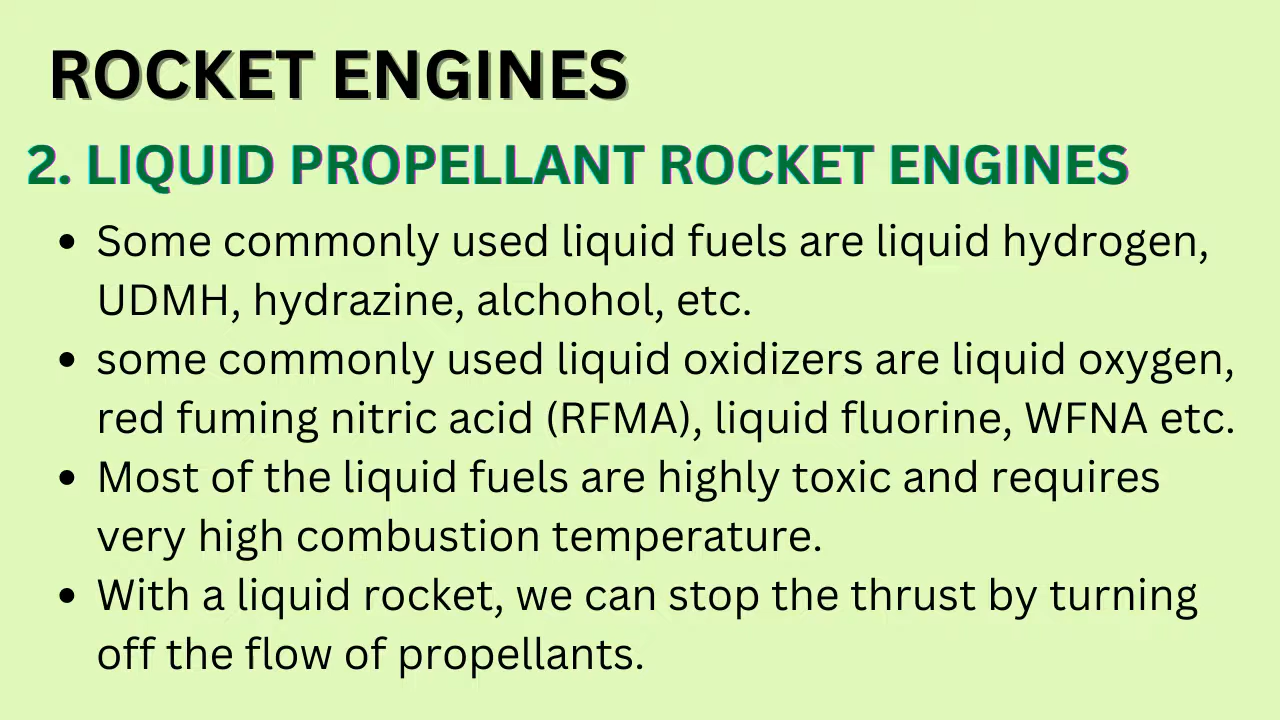 ROCKET ENGINES
2. LIQUID PROPELLANT ROCKET ENGINES
• Some commonly used liquid fuels are liquid hydrogen,
UDMH, hydrazine, alchohol, etc.
• some commonly used liquid oxidizers are liquid oxygen,
red fuming nitric acid (RFMA), liquid fluorine, WFNA etc.
• Most of the liquid fuels are highly toxic and requires
very high combustion temperature.
• With a liquid rocket, we can stop the thrust by turning
off the flow of propellants.